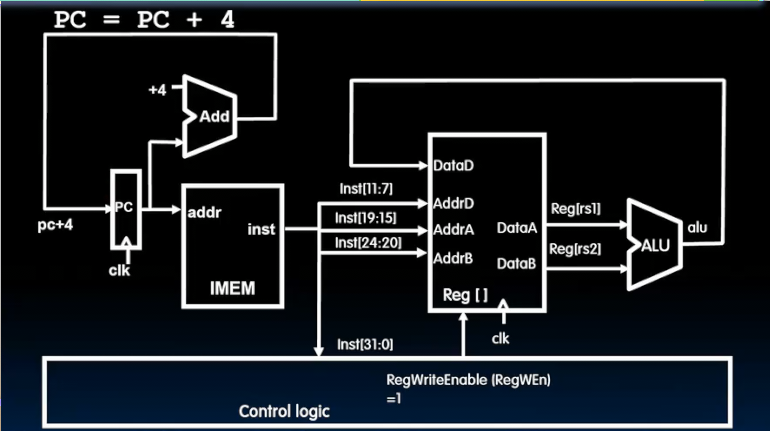 PC = PC + 4
+4
Add
DataD
Inst[11:7]
PC
addr
AddrD
Reg[rs1]
Inst[19:15]
pc+4
inst
AddrA
DataA
alu
Inst[24:20]
ALU
Reg[rs2]
AddrB
DataB
clk
IMEM
Reg [ ]
clk
Inst[31:0]
RegWriteEnable (RegWEn)
=1
Control logic